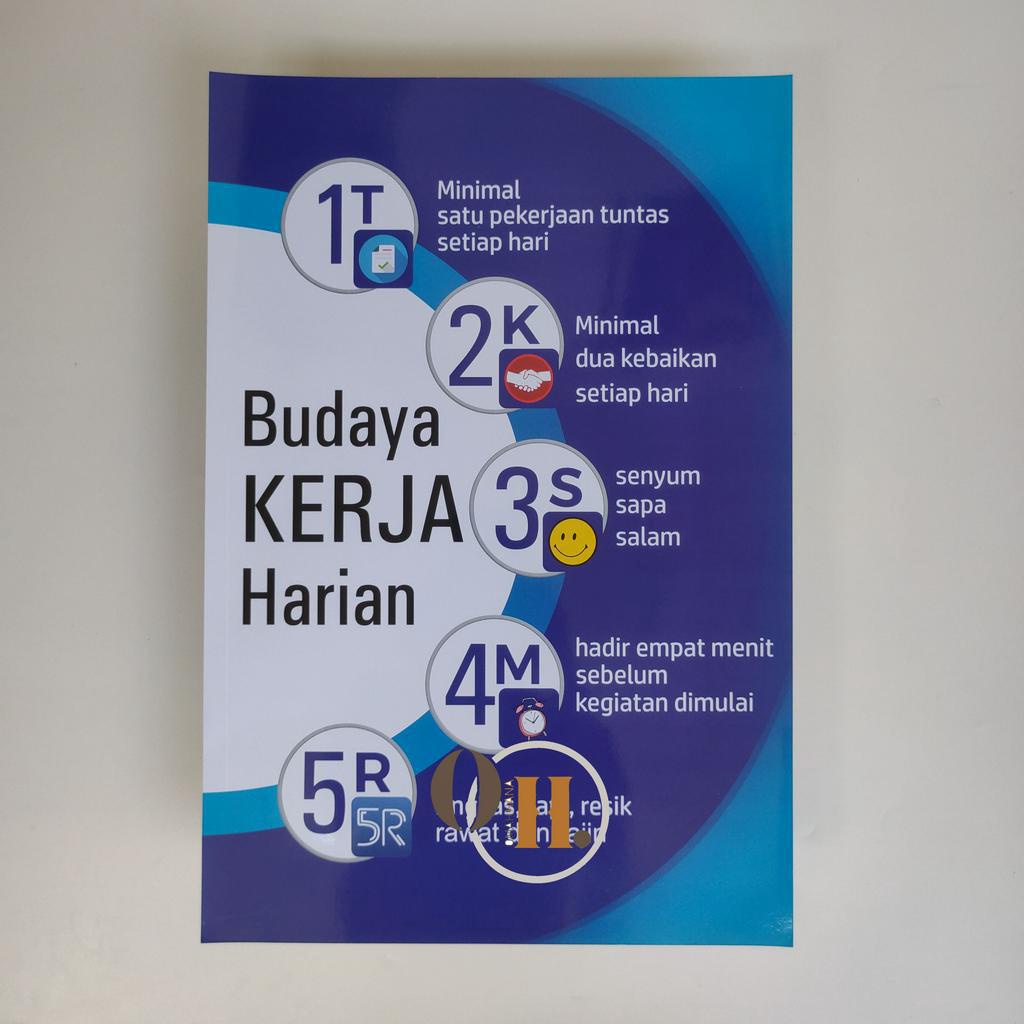 1T
Minimal
satu pekerjaan tuntas
setiap hari
2K
Minimal
dua kebaikan
setiap hari
Budaya
KERJA
Harian
3S
senyum
sapa
salam
4M
hadir empat menit
sebelum
kegiatan dimulai
5R
5R
resik
rawat
OH.